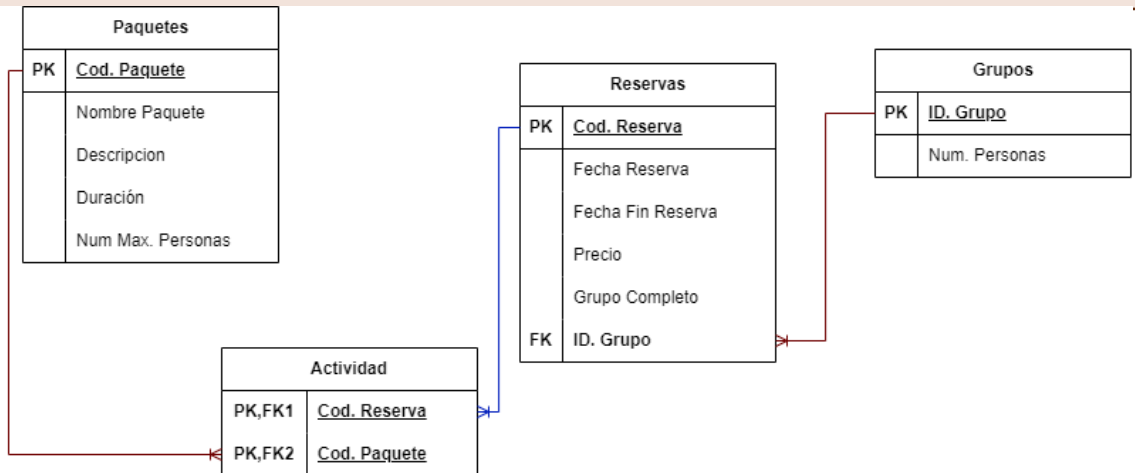 Paquetes
PK Cod. Paquete
Nombre Paquete
Descripcion
Duración
Num Max. Personas
Reservas
PK Cod. Reserva
Fecha Reserva
Fecha Fin Reserva
Precio
Grupo Completo
FK ID. Grupo
Grupos
PK ID. Grupo
Num. Personas
Actividad
PK,FK1 Cod. Reserva
PK,FK2 Cod. Paquete